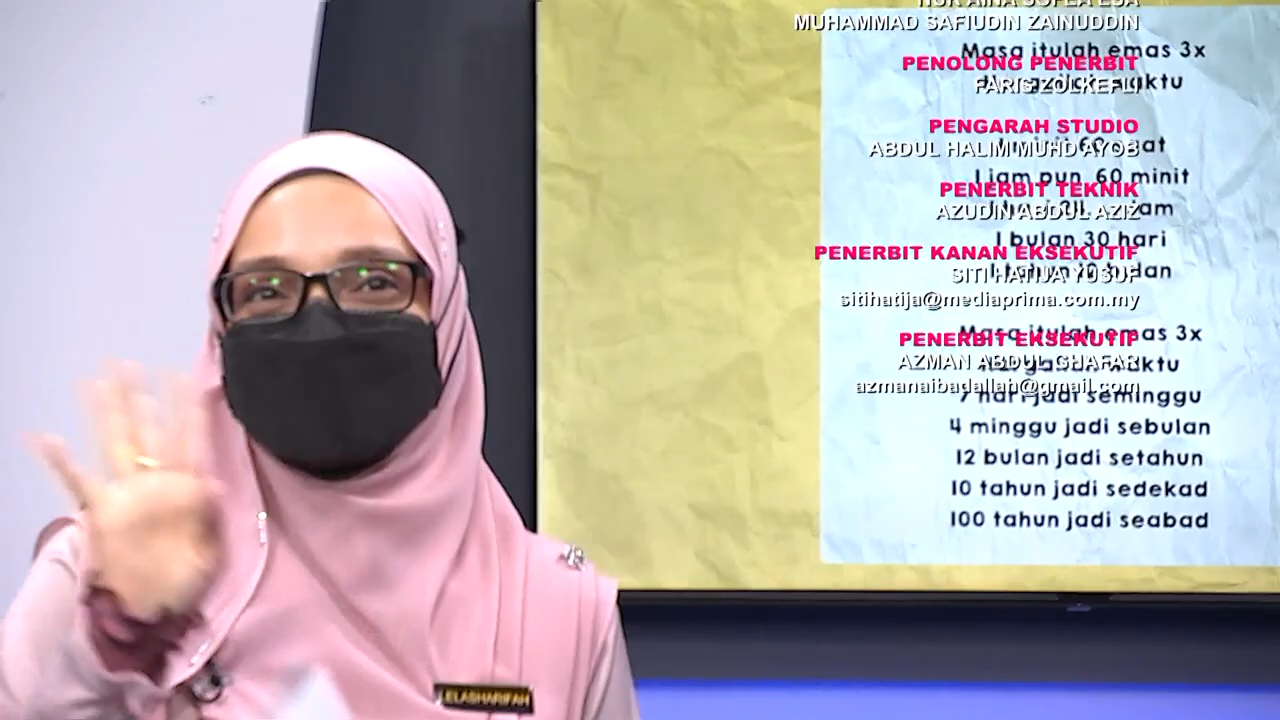 MUHAMMAD SAFIUDIN ZAINUDDIN
PENOLONG PENERBIT
FARIS ZOLKEFLI
PENGARAH STUDIO
ABDUL HALIM MUHD AYOB
PENERBIT TEKNIK
AZUDIN ABDUL AZIZ
PENERBIT KANAN EKSEKUTIF
SITI HATIJA YUSUF
sitihatija@mediaprima.com.my
PENERBIT EKSEKUTIF
AZMAN ABDUL GHAFAR
azmanaibadallah@gmail.com
Masa itulah emas 3x
1 jam pun 60 minit
1 bulan 30 hari
Masa itulah emas 3x
7 hari jadi seminggu
4 minggu jadi sebulan
12 bulan jadi setahun
10 tahun jadi sedekad
100 tahun jadi seabad
ELASHARIFAH